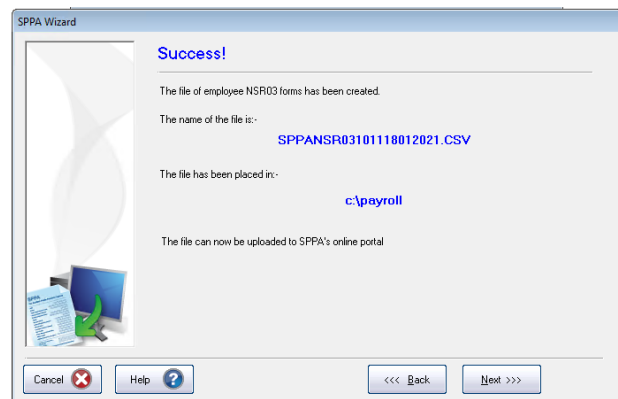 SPPA Wizard
Success!
The file of employee NSR03 forms has been created.
The name of the file is:-
SPPANSR03101118012021.CSV
The file has been placed in:-
c:\payroll
The file can now be uploaded to SPPA's online portal
SPPA
Cancel
Help
<<< Back
Next >>>